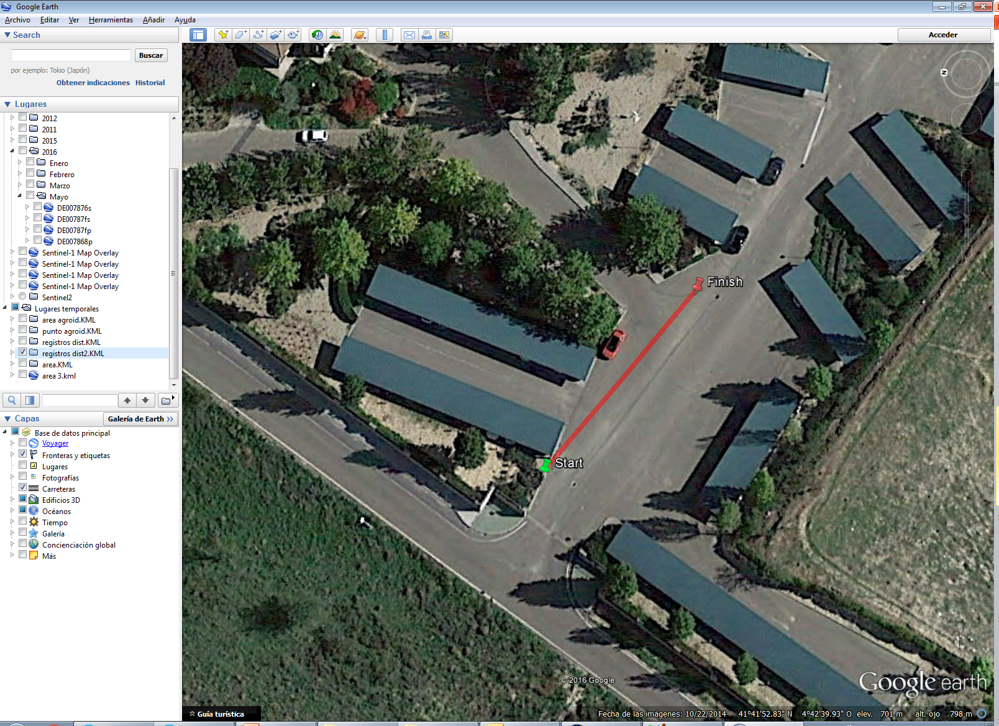 Google Earth
Archivo Editar Ver Herramientas Añadir Ayuda
Search
Buscar
por ejemplo: Tokio (Japón)
Obtener indicaciones Historial
Lugares
2012
2011
2015
2016
Enero
Febrero
Marzo
Mayo
DE007876s
DE00787fs
DE00787fp
DE007868p
Sentinel-1 Map Overlay
Sentinel-1 Map Overlay
Sentinel-1 Map Overlay
Sentinel-1 Map Overlay
Sentinel2
Lugares temporales
area agroid.KML
punto agroid.KML
registros dist.KML
registros dist2.KML
area.KML
area 3.kml
Capas
Galería de Earth >>
Base de datos principal
Voyager
Fronteras y etiquetas
Lugares
Fotografías
Carreteras
Edificios 3D
Océanos
Tiempo
Galería
Concienciación global
Más
Acceder
N
Finish
Start
© 2016 Google
Google earth
Guía turística
Fecha de las imágenes: 10/22/2014 41°41'52.83" N 4°42'39.93" O elev. 701 m alt. ojo 798 m